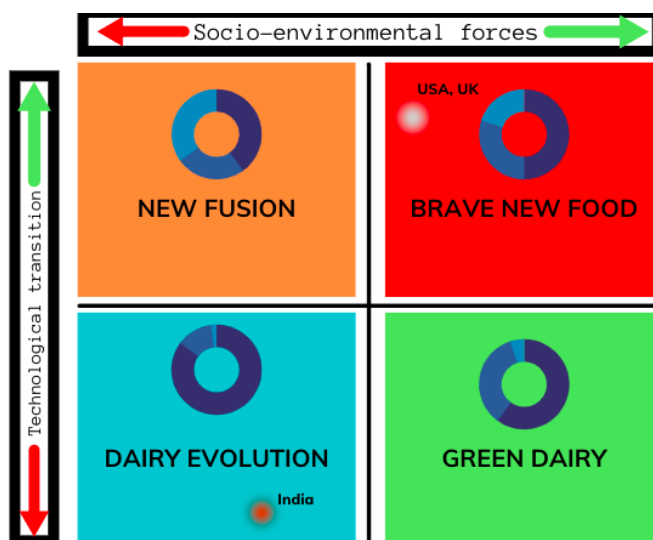 Socio-environmental forces
Technological transition
USA, UK
NEW FUSION
BRAVE NEW FOOD
DAIRY EVOLUTION
GREEN DAIRY
India